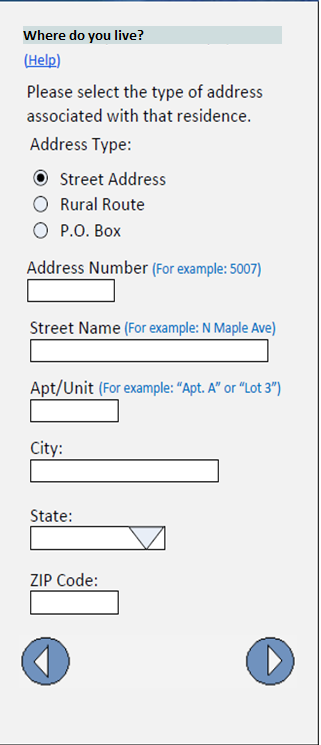 Where do you live?
(Help)
Please select the type of address
associated with that residence.
Address Type:
Street Address
Rural Route
P.O. Box
Address Number (For example: 5007)
Street Name (For example: N Maple Ave)
Apt/Unit (For example: “Apt. A” or “Lot 3”)
City:
State:
ZIP Code: